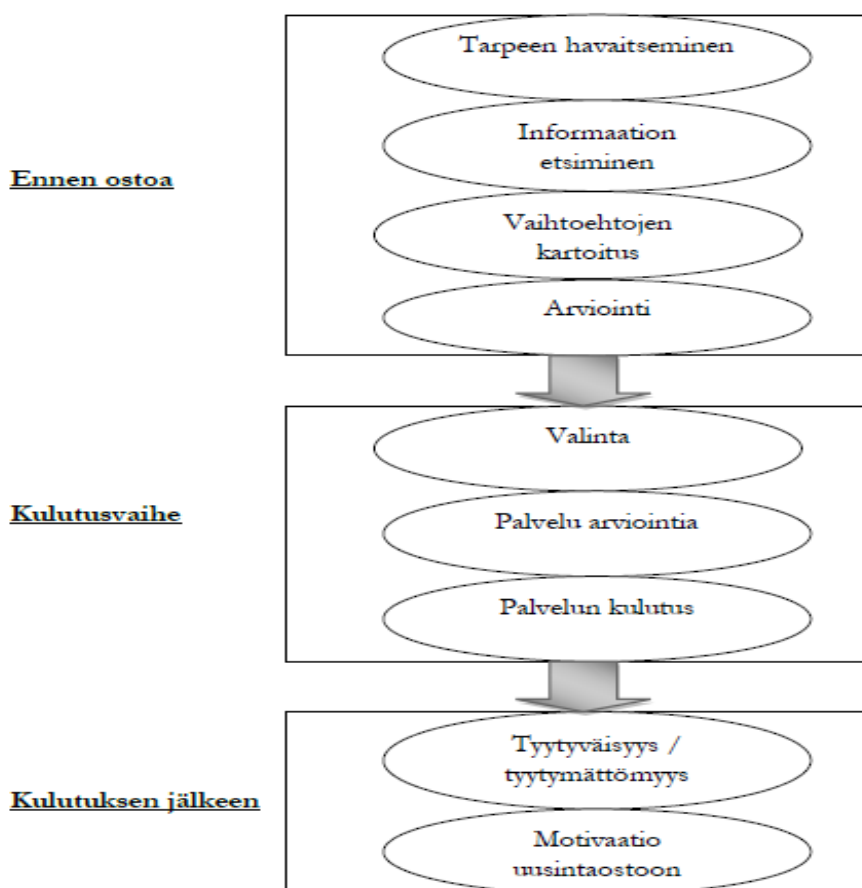 Tarpeen havaitseminen
Informaation
etsiminen
Ennen ostoa
Vaihtoehtojen
kartoitus
Arviointi
Valinta
Kulutusvaihe
Palvelu arviointia
Palvelun kulutus
Tyytyväisyys /
tyytymättömyys
Kulutuksen jälkeen
Motivaatio
uusintaostoon